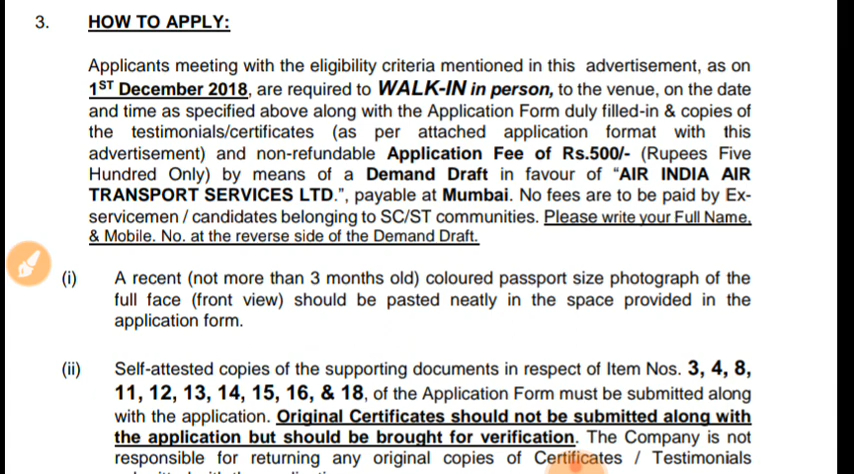 3. HOW TO APPLY:
Applicants meeting with the eligibility criteria mentioned in this advertisement, as on
1ST December 2018, are required to WALK-IN in person, to the venue, on the date
and time as specified above along with the Application Form duly filled-in & copies of
the testimonials/certificates (as per attached application format with this
advertisement) and non-refundable Application Fee of Rs.500/- (Rupees Five
Hundred Only) by means of a Demand Draft in favour of “AIR INDIA AIR
TRANSPORT SERVICES LTD.”, payable at Mumbai. No fees are to be paid by Ex-
servicemen / candidates belonging to SC/ST communities. Please write your Full Name,
& Mobile. No. at the reverse side of the Demand Draft.
(i) A recent (not more than 3 months old) coloured passport size photograph of the
full face (front view) should be pasted neatly in the space provided in the
application form.
(ii) Self-attested copies of the supporting documents in respect of Item Nos. 3, 4, 8,
11, 12, 13, 14, 15, 16, & 18, of the Application Form must be submitted along
with the application. Original Certificates should not be submitted along with
the application but should be brought for verification. The Company is not
responsible for returning any original copies of Certificates / Testimonials